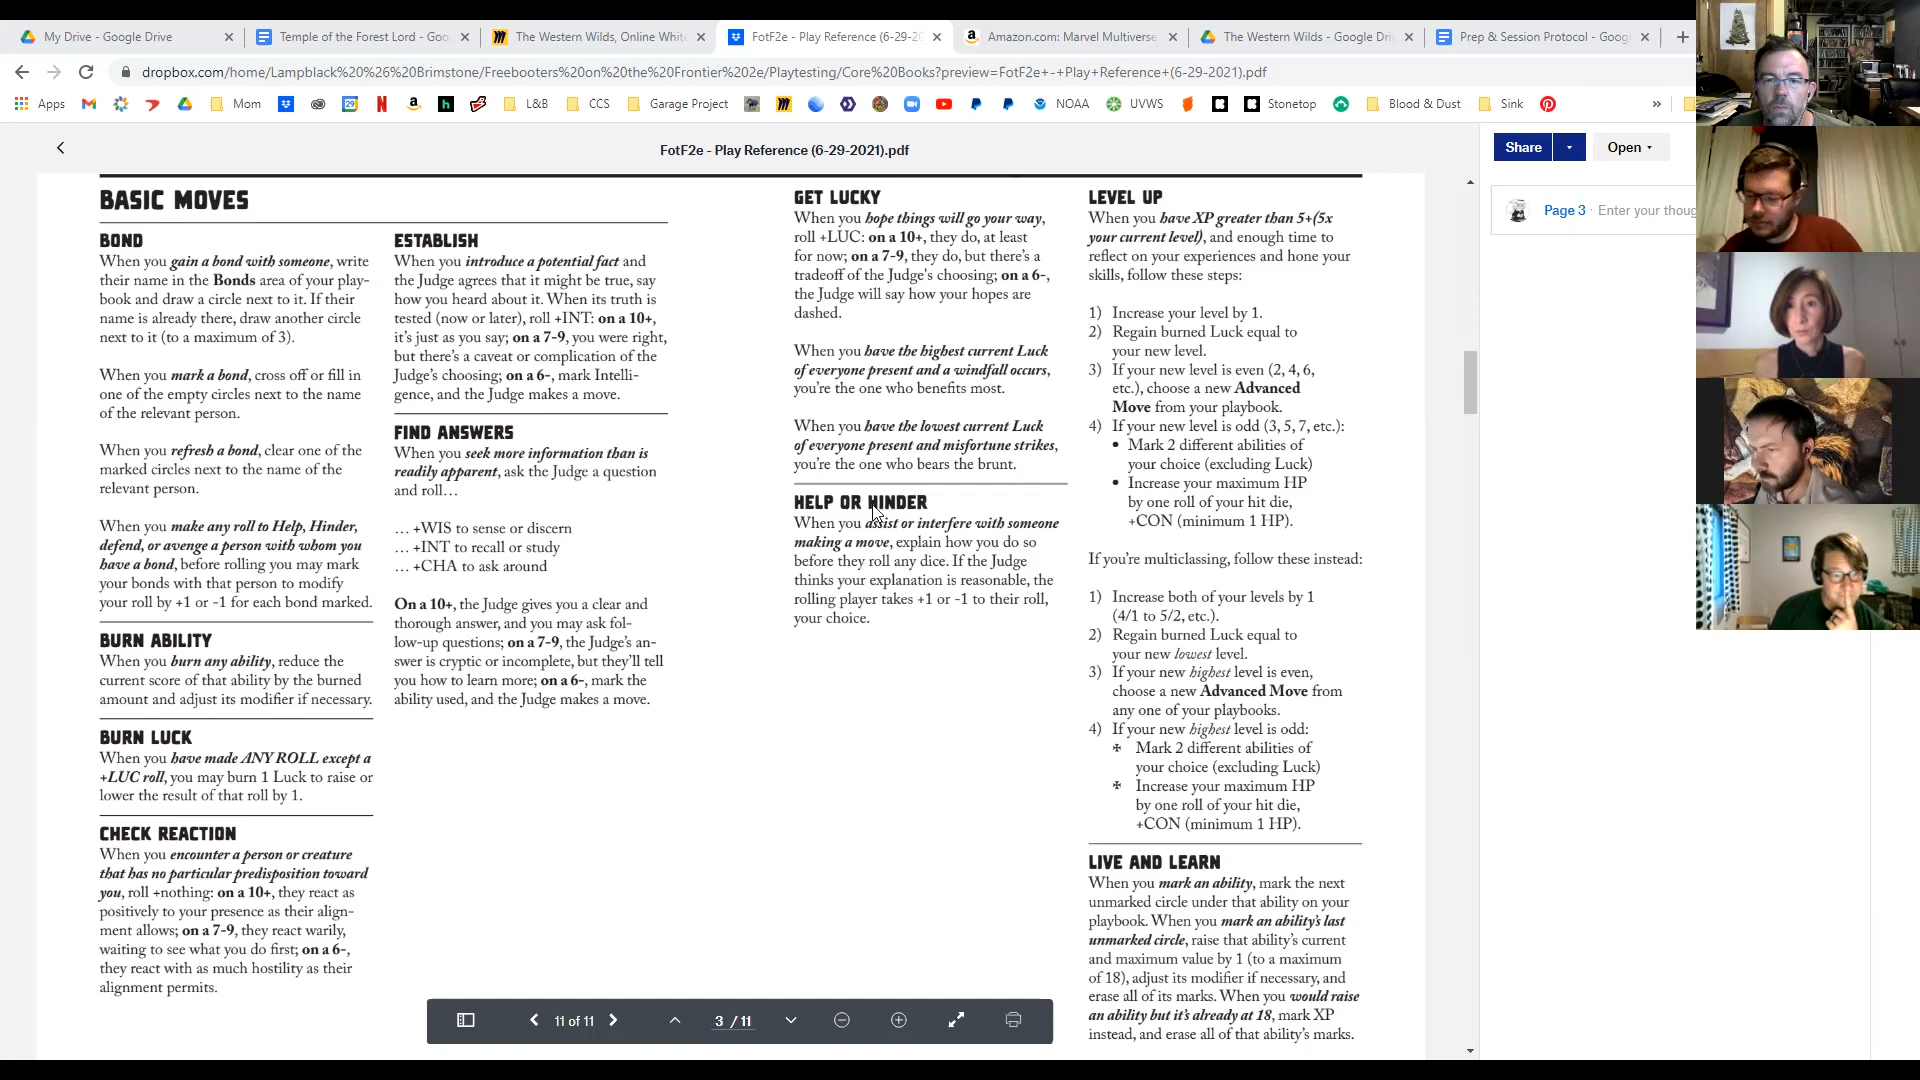 My Drive - Google Drive
Temple of the Forest Lord - Goo
The Western Wilds, Online White
FotF2e - Play Reference (6-29-20
Amazon.com: Marvel Multiverse
The Western Wilds - Google Dri
Prep & Session Protocol - Googl
dropbox.com/home/Lampblack%20%26%20Brimstone/Freebooters%20on%20the%20Frontier%202e/Playtesting/Core%20Books?preview=FotF2e+-+Play+Reference+(6-29-2021).pdf
Apps
Mom
L&B
CCS
Garage Project
NOAA
UVWS
Stonetop
Blood & Dust
Sink
FotF2e - Play Reference (6-29-2021).pdf
Share
Open
Page 3
Enter your thoug
BASIC MOVES
BOND
When you gain a bond with someone, write
their name in the Bonds area of your play-
book and draw a circle next to it. If their
name is already there, draw another circle
next to it (to a maximum of 3).
When you mark a bond, cross off or fill in
one of the empty circles next to the name
of the relevant person.
When you refresh a bond, clear one of the
marked circles next to the name of the
relevant person.
When you make any roll to Help, Hinder,
defend, or avenge a person with whom you
have a bond, before rolling you may mark
your bonds with that person to modify
your roll by +1 or -1 for each bond marked.
BURN ABILITY
When you burn any ability, reduce the
current score of that ability by the burned
amount and adjust its modifier if necessary.
BURN LUCK
When you have made ANY ROLL except a
+LUC roll, you may burn 1 Luck to raise or
lower the result of that roll by 1.
CHECK REACTION
When you encounter a person or creature
that has no particular predisposition toward
you, roll +nothing: on a 10+, they react as
positively to your presence as their align-
ment allows; on a 7-9, they react warily,
waiting to see what you do first; on a 6-,
they react with as much hostility as their
alignment permits.
ESTABLISH
When you introduce a potential fact and
the Judge agrees that it might be true, say
how you heard about it. When its truth is
tested (now or later), roll +INT: on a 10+,
it's just as you say; on a 7-9, you were right,
but there's a caveat or complication of the
Judge's choosing; on a 6-, mark Intelli-
gence, and the Judge makes a move.
FIND ANSWERS
When you seek more information than is
readily apparent, ask the Judge a question
and roll…
… +WIS to sense or discern
… +INT to recall or study
… +CHA to ask around
On a 10+, the Judge gives you a clear and
thorough answer, and you may ask fol-
low-up questions; on a 7-9, the Judge's an-
swer is cryptic or incomplete, but they'll tell
you how to learn more; on a 6-, mark the
ability used, and the Judge makes a move.
GET LUCKY
When you hope things will go your way,
roll +LUC: on a 10+, they do, at least
for now; on a 7-9, they do, but there's a
tradeoff of the Judge's choosing; on a 6-,
the Judge will say how your hopes are
dashed.
When you have the highest current Luck
of everyone present and a windfall occurs,
you're the one who benefits most.
When you have the lowest current Luck
of everyone present and misfortune strikes,
you're the one who bears the brunt.
HELP OR HINDER
When you assist or interfere with someone
making a move, explain how you do so
before they roll any dice. If the Judge
thinks your explanation is reasonable, the
rolling player takes +1 or -1 to their roll,
your choice.
LEVEL UP
When you have XP greater than 5+(5x
your current level), and enough time to
reflect on your experiences and hone your
skills, follow these steps:
1) Increase your level by 1.
2) Regain burned Luck equal to
your new level.
3) If your new level is even (2, 4, 6,
etc.), choose a new Advanced
Move from your playbook.
4) If your new level is odd (3, 5, 7, etc.):
• Mark 2 different abilities of
your choice (excluding Luck)
• Increase your maximum HP
by one roll of your hit die,
+CON (minimum 1 HP).
If you're multiclassing, follow these instead:
1) Increase both of your levels by 1
(4/1 to 5/2, etc.).
2) Regain burned Luck equal to
your new lowest level.
3) If your new highest level is even,
choose a new Advanced Move from
any one of your playbooks.
4) If your new highest level is odd:
✠ Mark 2 different abilities of
your choice (excluding Luck)
✠ Increase your maximum HP
by one roll of your hit die,
+CON (minimum 1 HP).
LIVE AND LEARN
When you mark an ability, mark the next
unmarked circle under that ability on your
playbook. When you mark an ability's last
unmarked circle, raise that ability's current
and maximum value by 1 (to a maximum
of 18), adjust its modifier if necessary, and
erase all of its marks. When you would raise
an ability but it's already at 18, mark XP
instead, and erase all of that ability's marks.
11 of 11
3 / 11